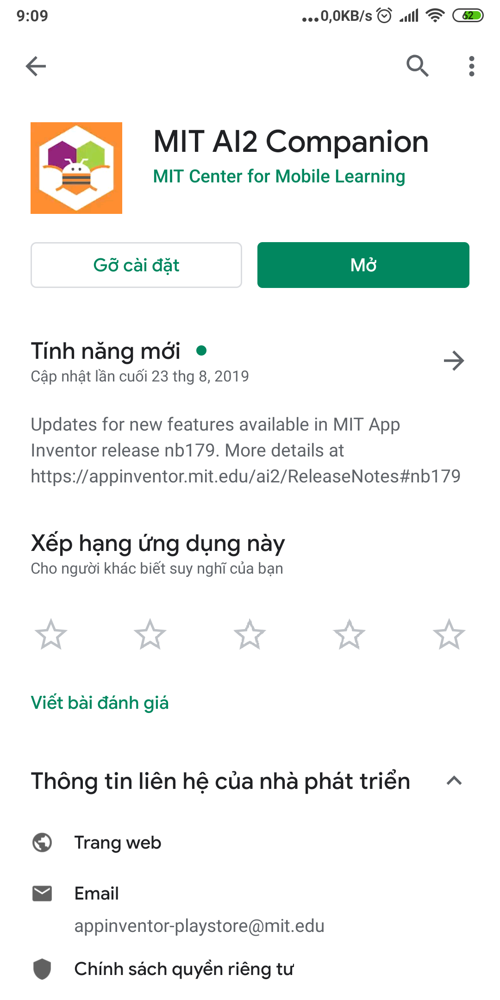 9:09
...0,0KB/s
62
MIT AI2 Companion
MIT Center for Mobile Learning
Gỡ cài đặt
Mở
Tính năng mới
Cập nhật lần cuối 23 thg 8, 2019
Updates for new features available in MIT App
Inventor release nb179. More details at
https://appinventor.mit.edu/ai2/ReleaseNotes#nb179
Xếp hạng ứng dụng này
Cho người khác biết suy nghĩ của bạn
Viết bài đánh giá
Thông tin liên hệ của nhà phát triển
Trang web
Email
appinventor-playstore@mit.edu
Chính sách quyền riêng tư